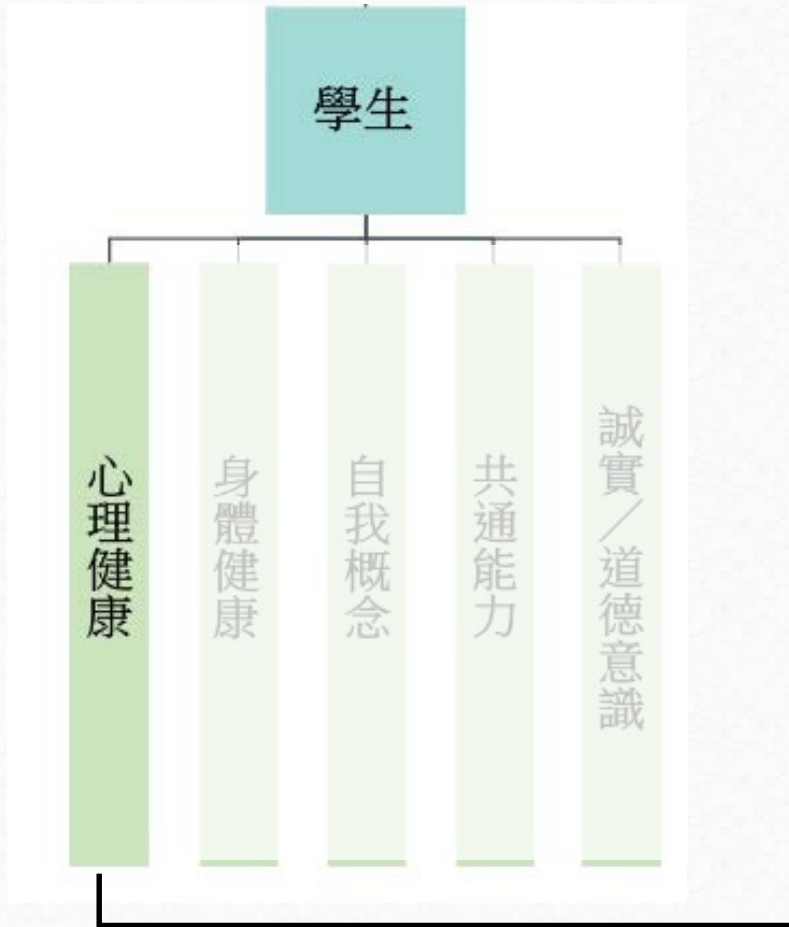 學生
心理健康
身體健康
自我概念
共通能力
誠實／道德意識